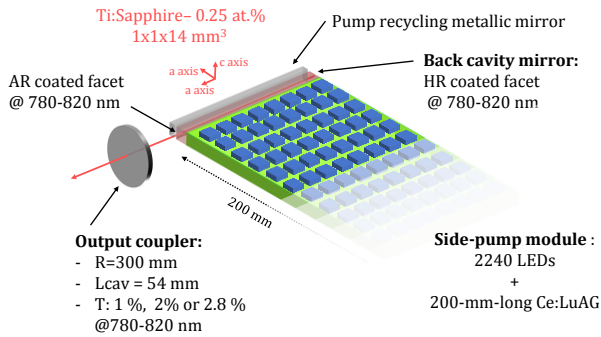 Ti:Sapphire– 0.25 at.%
1x1x14 mm³
Pump recycling metallic mirror
c axis
a axis
a axis
AR coated facet
@ 780-820 nm
Back cavity mirror:
HR coated facet
@ 780-820 nm
200 mm
Output coupler:
- R=300 mm
- Lcav = 54 mm
- T: 1 %, 2% or 2.8 %
@780-820 nm
Side-pump module :
2240 LEDs
+
200-mm-long Ce:LuAG